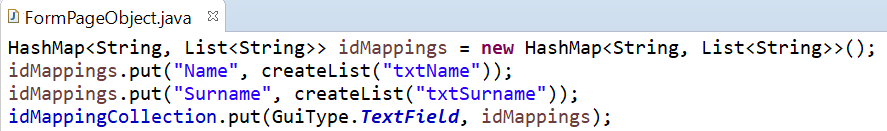 FormPageObject.java
HashMap<String, List<String>> idMappings = new HashMap<String, List<String>>();
idMappings.put("Name", createList("txtName"));
idMappings.put("Surname", createList("txtSurname"));
idMappingCollection.put(GuiType.TextField, idMappings);